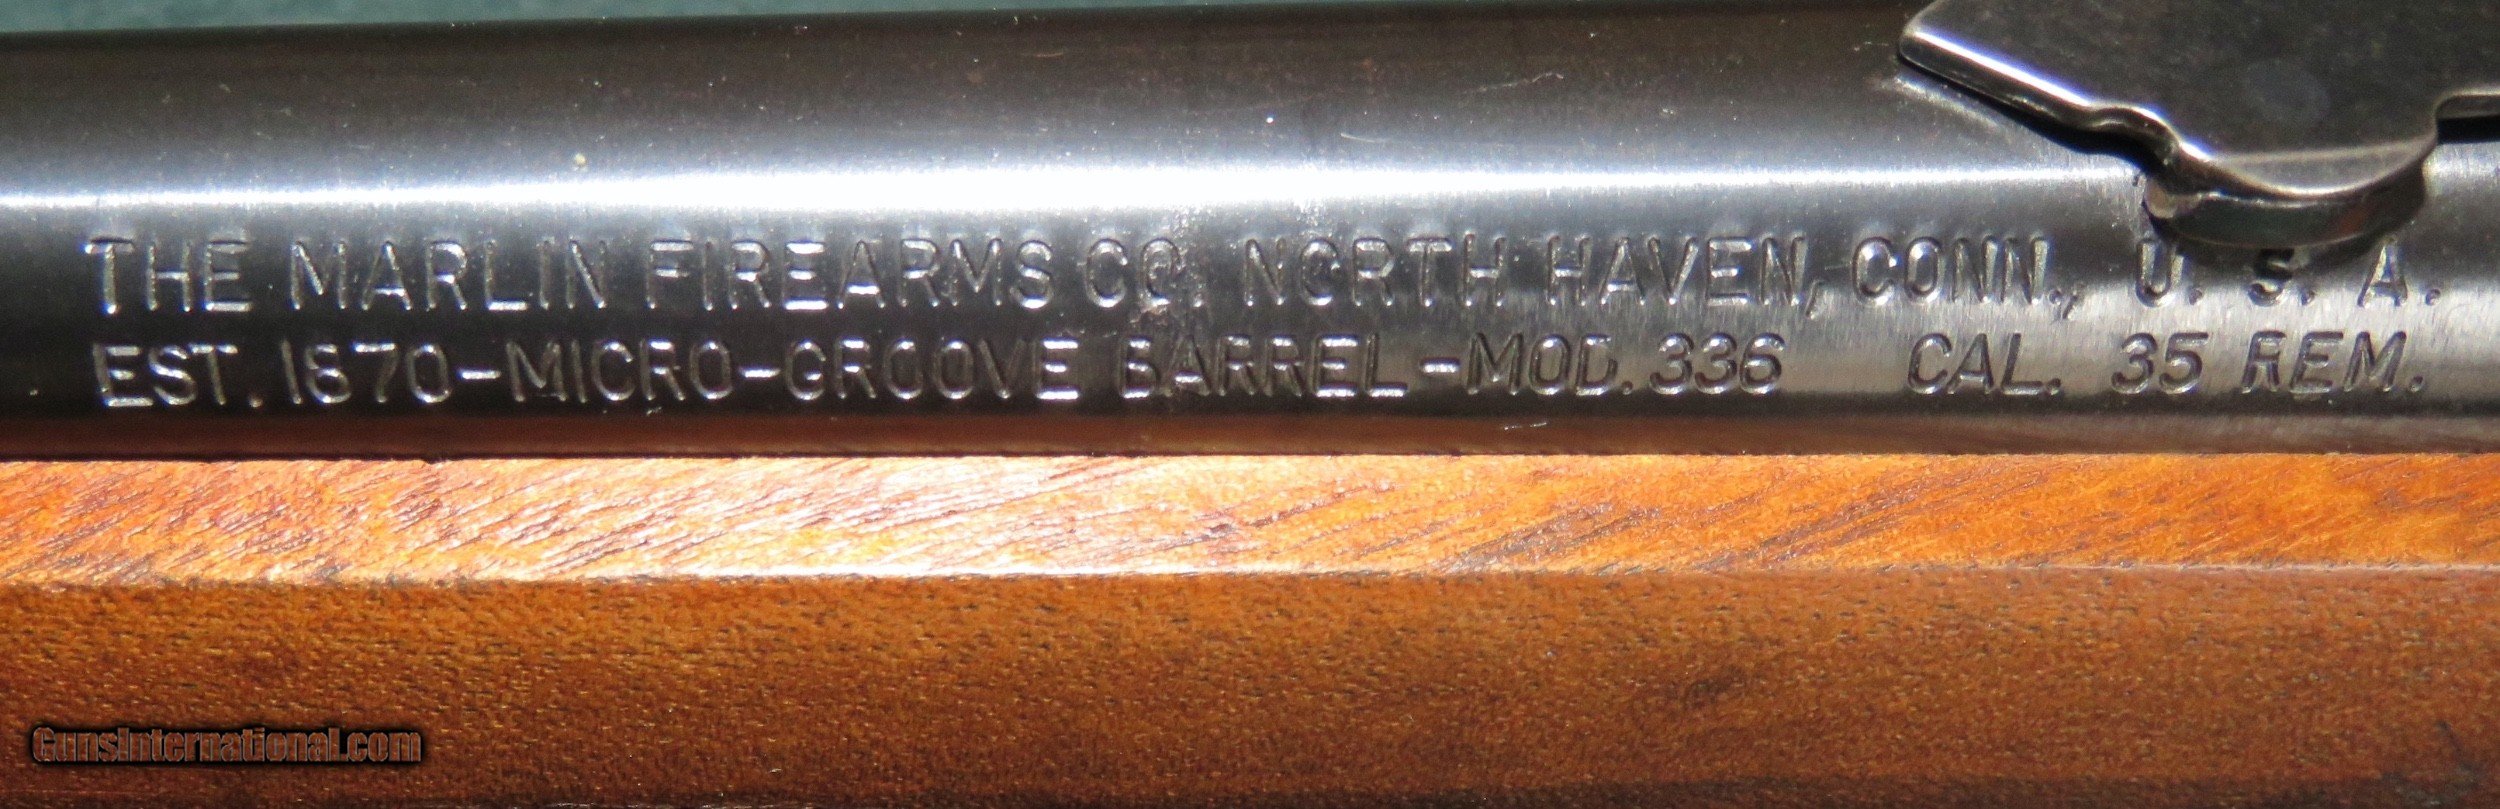 THE MARLIN FIREARMS CO. NORTH HAVEN, CONN., U. S. A.
EST. 1870-MICRO-GROOVE BARREL-MOD. 336 CAL. 35 REM.
GunsInternational.com